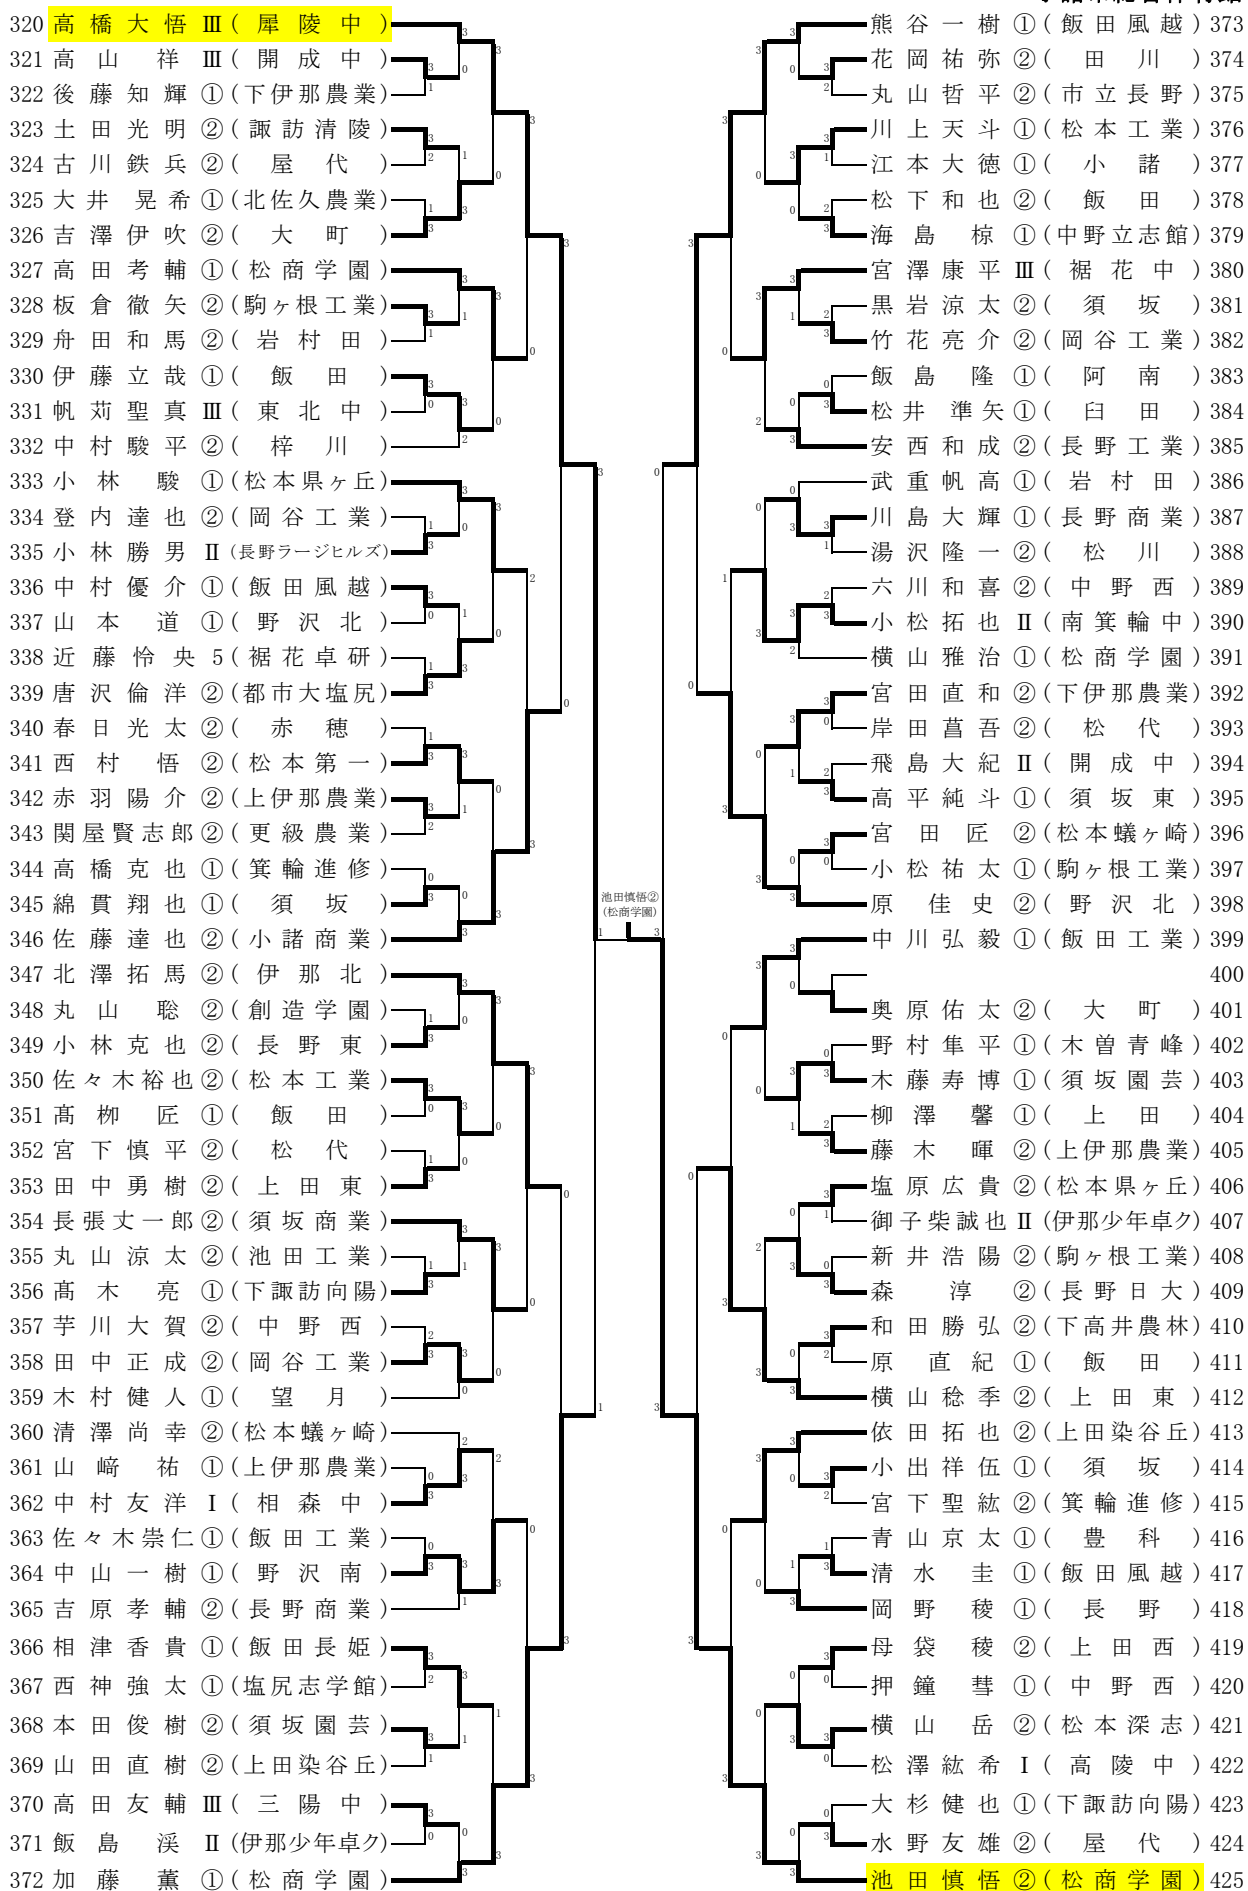 320 高橋大悟 Ⅲ (犀陵中)
321 高山祥 Ⅲ (開成中)
322 後藤知輝 ① (下伊那農業)
323 土田光明 ② (諏訪清陵)
324 古川鉄兵 ② (屋代)
325 大井晃希 ① (北佐久農業)
326 吉澤伊吹 ② (大町)
327 高田考輔 ① (松商学園)
328 板倉徹矢 ② (駒ヶ根工業)
329 舟田和馬 ② (岩村田)
330 伊藤立哉 ① (飯田)
331 帆苅聖真 Ⅲ (東北中)
332 中村駿平 ② (梓川)
333 小林駿 ① (松本県ヶ丘)
334 登内達也 ② (岡谷工業)
335 小林勝男 Ⅱ (長野ラージヒルズ)
336 中村優介 ① (飯田風越)
337 山本道 ① (野沢北)
338 近藤怜央 5 (裾花卓研)
339 唐沢倫洋 ② (都市大塩尻)
340 春日光太 ② (赤穂)
341 西村悟 ② (松本第一)
342 赤羽陽介 ② (上伊那農業)
343 関屋賢志郎 ② (更級農業)
344 高橋克也 ① (箕輪進修)
345 綿貫翔也 ① (須坂)
346 佐藤達也 ② (小諸商業)
347 北澤拓馬 ② (伊那北)
348 丸山聡 ② (創造学園)
349 小林克也 ② (長野東)
350 佐々木裕也 ② (松本工業)
351 髙栁匠 ① (飯田)
352 宮下慎平 ② (松代)
353 田中勇樹 ② (上田東)
354 長張丈一郎 ② (須坂商業)
355 丸山涼太 ② (池田工業)
356 髙木亮 ① (下諏訪向陽)
357 芋川大賀 ② (中野西)
358 田中正成 ② (岡谷工業)
359 木村健人 ① (望月)
360 清澤尚幸 ② (松本蟻ヶ崎)
361 山﨑祐 ① (上伊那農業)
362 中村友洋 Ⅰ (相森中)
363 佐々木崇仁 ① (飯田工業)
364 中山一樹 ① (野沢南)
365 吉原孝輔 ② (長野商業)
366 相津香貴 ① (飯田長姫)
367 西神強太 ① (塩尻志学館)
368 本田俊樹 ② (須坂園芸)
369 山田直樹 ② (上田染谷丘)
370 高田友輔 Ⅲ (三陽中)
371 飯島渓 Ⅱ (伊那少年卓ク)
372 加藤薫 ① (松商学園)
池田慎悟②
(松商学園)
熊谷一樹 ① (飯田風越) 373
花岡祐弥 ② (田川) 374
丸山哲平 ② (市立長野) 375
川上天斗 ① (松本工業) 376
江本大徳 ① (小諸) 377
松下和也 ② (飯田) 378
海島椋 ① (中野立志館) 379
宮澤康平 Ⅲ (裾花中) 380
黒岩涼太 ② (須坂) 381
竹花亮介 ② (岡谷工業) 382
飯島隆 ① (阿南) 383
松井準矢 ① (臼田) 384
安西和成 ② (長野工業) 385
武重帆高 ① (岩村田) 386
川島大輝 ① (長野商業) 387
湯沢隆一 ② (松川) 388
六川和喜 ② (中野西) 389
小松拓也 Ⅱ (南箕輪中) 390
横山雅治 ① (松商学園) 391
宮田直和 ② (下伊那農業) 392
岸田菖吾 ② (松代) 393
飛島大紀 Ⅱ (開成中) 394
高平純斗 ① (須坂東) 395
宮田匠 ② (松本蟻ヶ崎) 396
小松祐太 ① (駒ヶ根工業) 397
原佳史 ② (野沢北) 398
中川弘毅 ① (飯田工業) 399
400
奥原佑太 ② (大町) 401
野村隼平 ① (木曽青峰) 402
木藤寿博 ① (須坂園芸) 403
柳澤馨 ① (上田) 404
藤木暉 ② (上伊那農業) 405
塩原広貴 ② (松本県ヶ丘) 406
御子柴誠也 Ⅱ (伊那少年卓ク) 407
新井浩陽 ② (駒ヶ根工業) 408
森淳 ② (長野日大) 409
和田勝弘 ② (下高井農林) 410
原直紀 ① (飯田) 411
横山稔季 ② (上田東) 412
依田拓也 ② (上田染谷丘) 413
小出祥伍 ① (須坂) 414
宮下聖紘 ② (箕輪進修) 415
青山京太 ① (豊科) 416
清水圭 ① (飯田風越) 417
岡野稜 ① (長野) 418
母袋稜 ② (上田西) 419
押鐘彗 ① (中野西) 420
横山岳 ② (松本深志) 421
松澤紘希 Ⅰ (高陵中) 422
大杉健也 ① (下諏訪向陽) 423
水野友雄 ② (屋代) 424
池田慎悟 ② (松商学園) 425